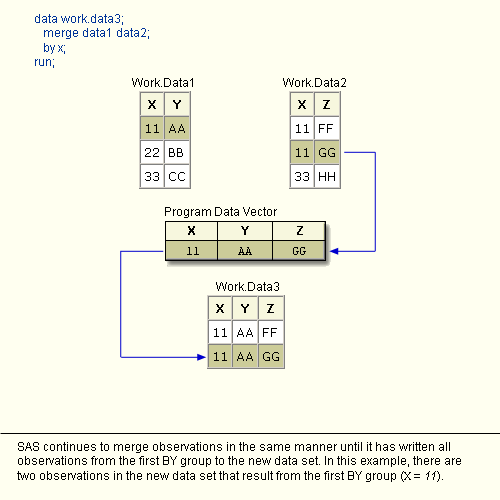 data work.data3;
merge data1 data2;
by x;
run;
Work.Data1
X Y
11 AA
22 BB
33 CC
Work.Data2
X Z
11 FF
11 GG
33 HH
Program Data Vector
X Y Z
11 AA GG
Work.Data3
X Y Z
11 AA FF
11 AA GG
SAS continues to merge observations in the same manner until it has written all
observations from the first BY group to the new data set. In this example, there are
two observations in the new data set that result from the first BY group (X = 11).